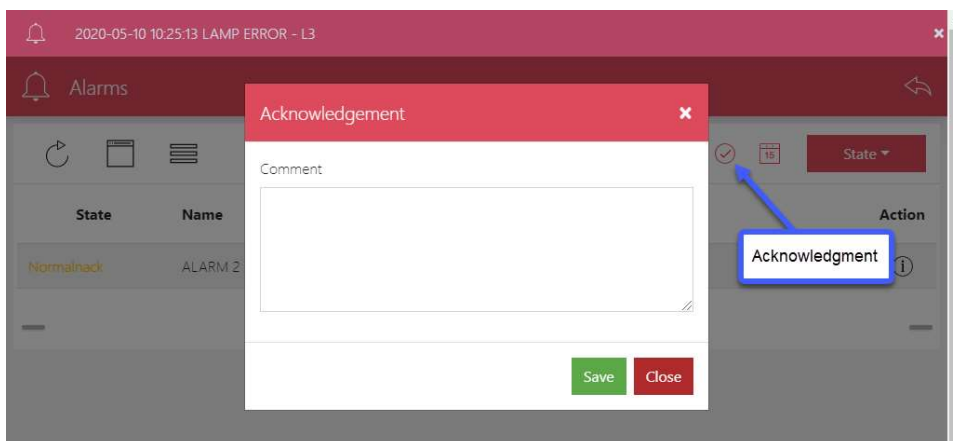 2020-05-10 10:25:13 LAMP ERROR - L3
Alarms
Acknowledgement
Comment
15
State
State Name Action
Normalnack ALARM 2
Acknowledgment
Save Close